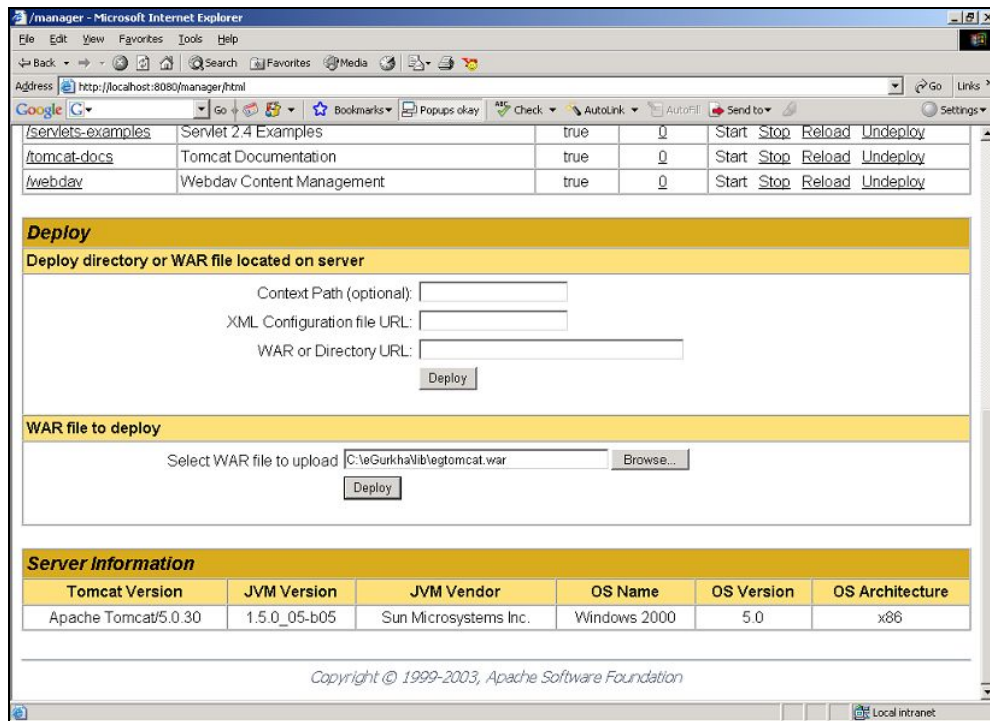 /manager - Microsoft Internet Explorer
File Edit View Favorites Tools Help
Back Search Favorites Media
Address http://localhost:8080/manager/html Go Links »
Google G Go Bookmarks Popups okay ABC Check AutoLink AutoFill Send to Settings
/servlets-examples Servlet 2.4 Examples true 0 Start Stop Reload Undeploy
/tomcat-docs Tomcat Documentation true 0 Start Stop Reload Undeploy
/webdav Webdav Content Management true 0 Start Stop Reload Undeploy
Deploy
Deploy directory or WAR file located on server
Context Path (optional):
XML Configuration file URL:
WAR or Directory URL:
Deploy
WAR file to deploy
Select WAR file to upload C:\eGurkha\lib\egtomcat.war Browse...
Deploy
Server Information
Tomcat Version JVM Version JVM Vendor OS Name OS Version OS Architecture
Apache Tomcat/5.0.30 1.5.0_05-b05 Sun Microsystems Inc. Windows 2000 5.0 x86
Copyright © 1999-2003, Apache Software Foundation
Local intranet